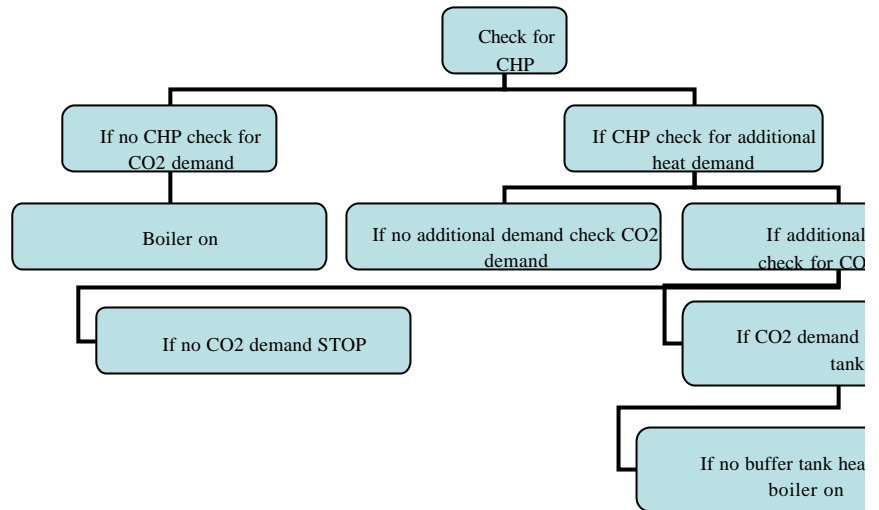 Check for
CHP
If no CHP check for
CO2 demand
If CHP check for additional
heat demand
Boiler on
If no additional demand check CO2
demand
If additional
check for CO
If no CO2 demand STOP
If CO2 demand
tank
If no buffer tank hea
boiler on